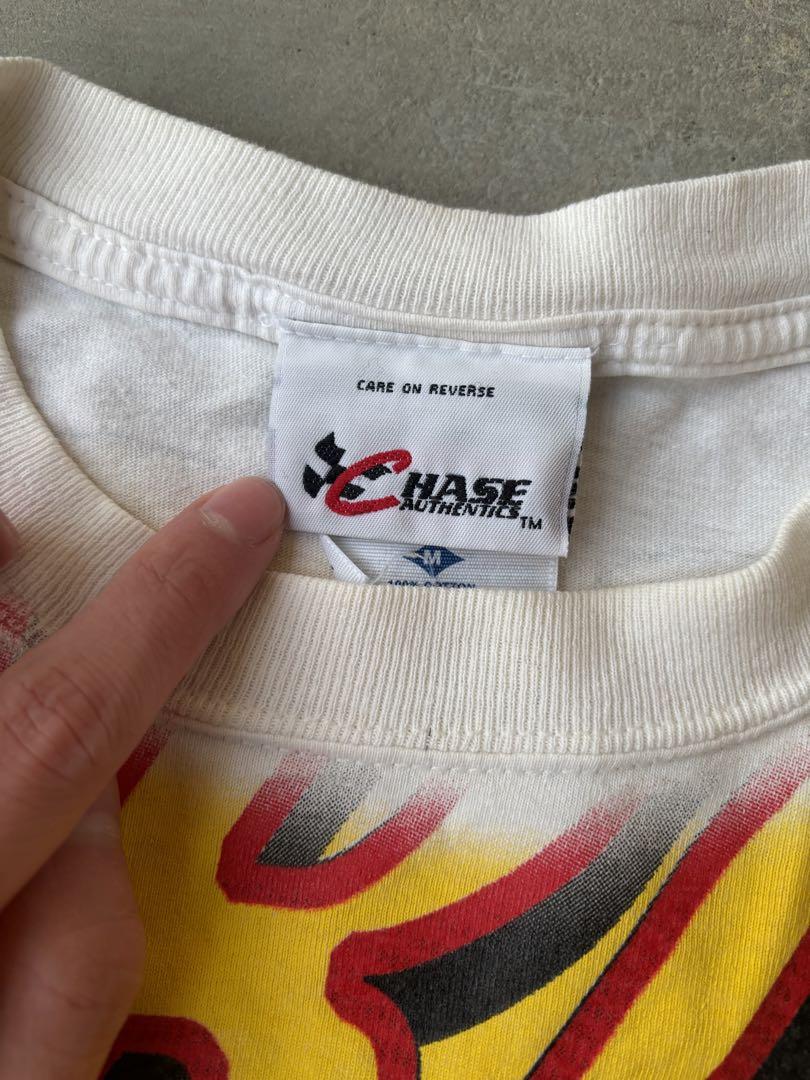 CARE ON REVERSE
CHASE
AUTHENTICS TM
M
100% COTTON